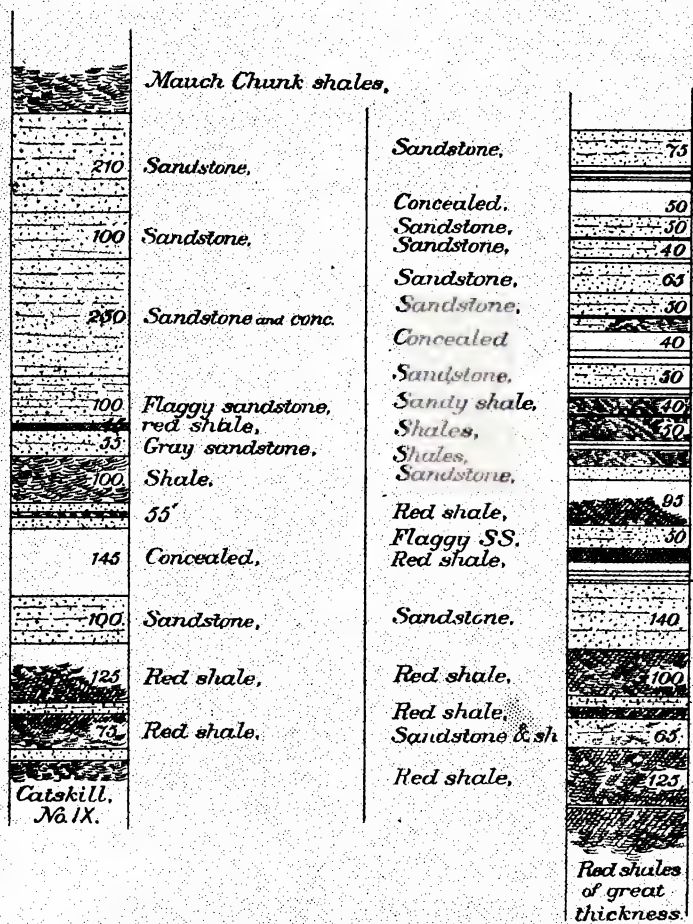 Mauch Chunk shales,
210 Sandstone,
100 Sandstone,
250 Sandstone and conc.
100 Flaggy sandstone,
red shale,
55 Gray sandstone,
100 Shale,
55'
145 Concealed,
100 Sandstone,
125 Red shale,
75 Red shale,
Catskill,
No. IX.
Sandstone, 75
Concealed, 50
Sandstone, 50
Sandstone, 40
Sandstone, 65
Sandstone, 50
Concealed 40
Sandstone, 50
Sandy shale, 40
Shales, 50
Shales,
Sandstone,
Red shale, 95
Flaggy SS. 50
Red shale,
Sandstone. 140
Red shale, 100
Red shale,
Sandstone & sh 65
Red shale, 125
Red shales
of great
thickness